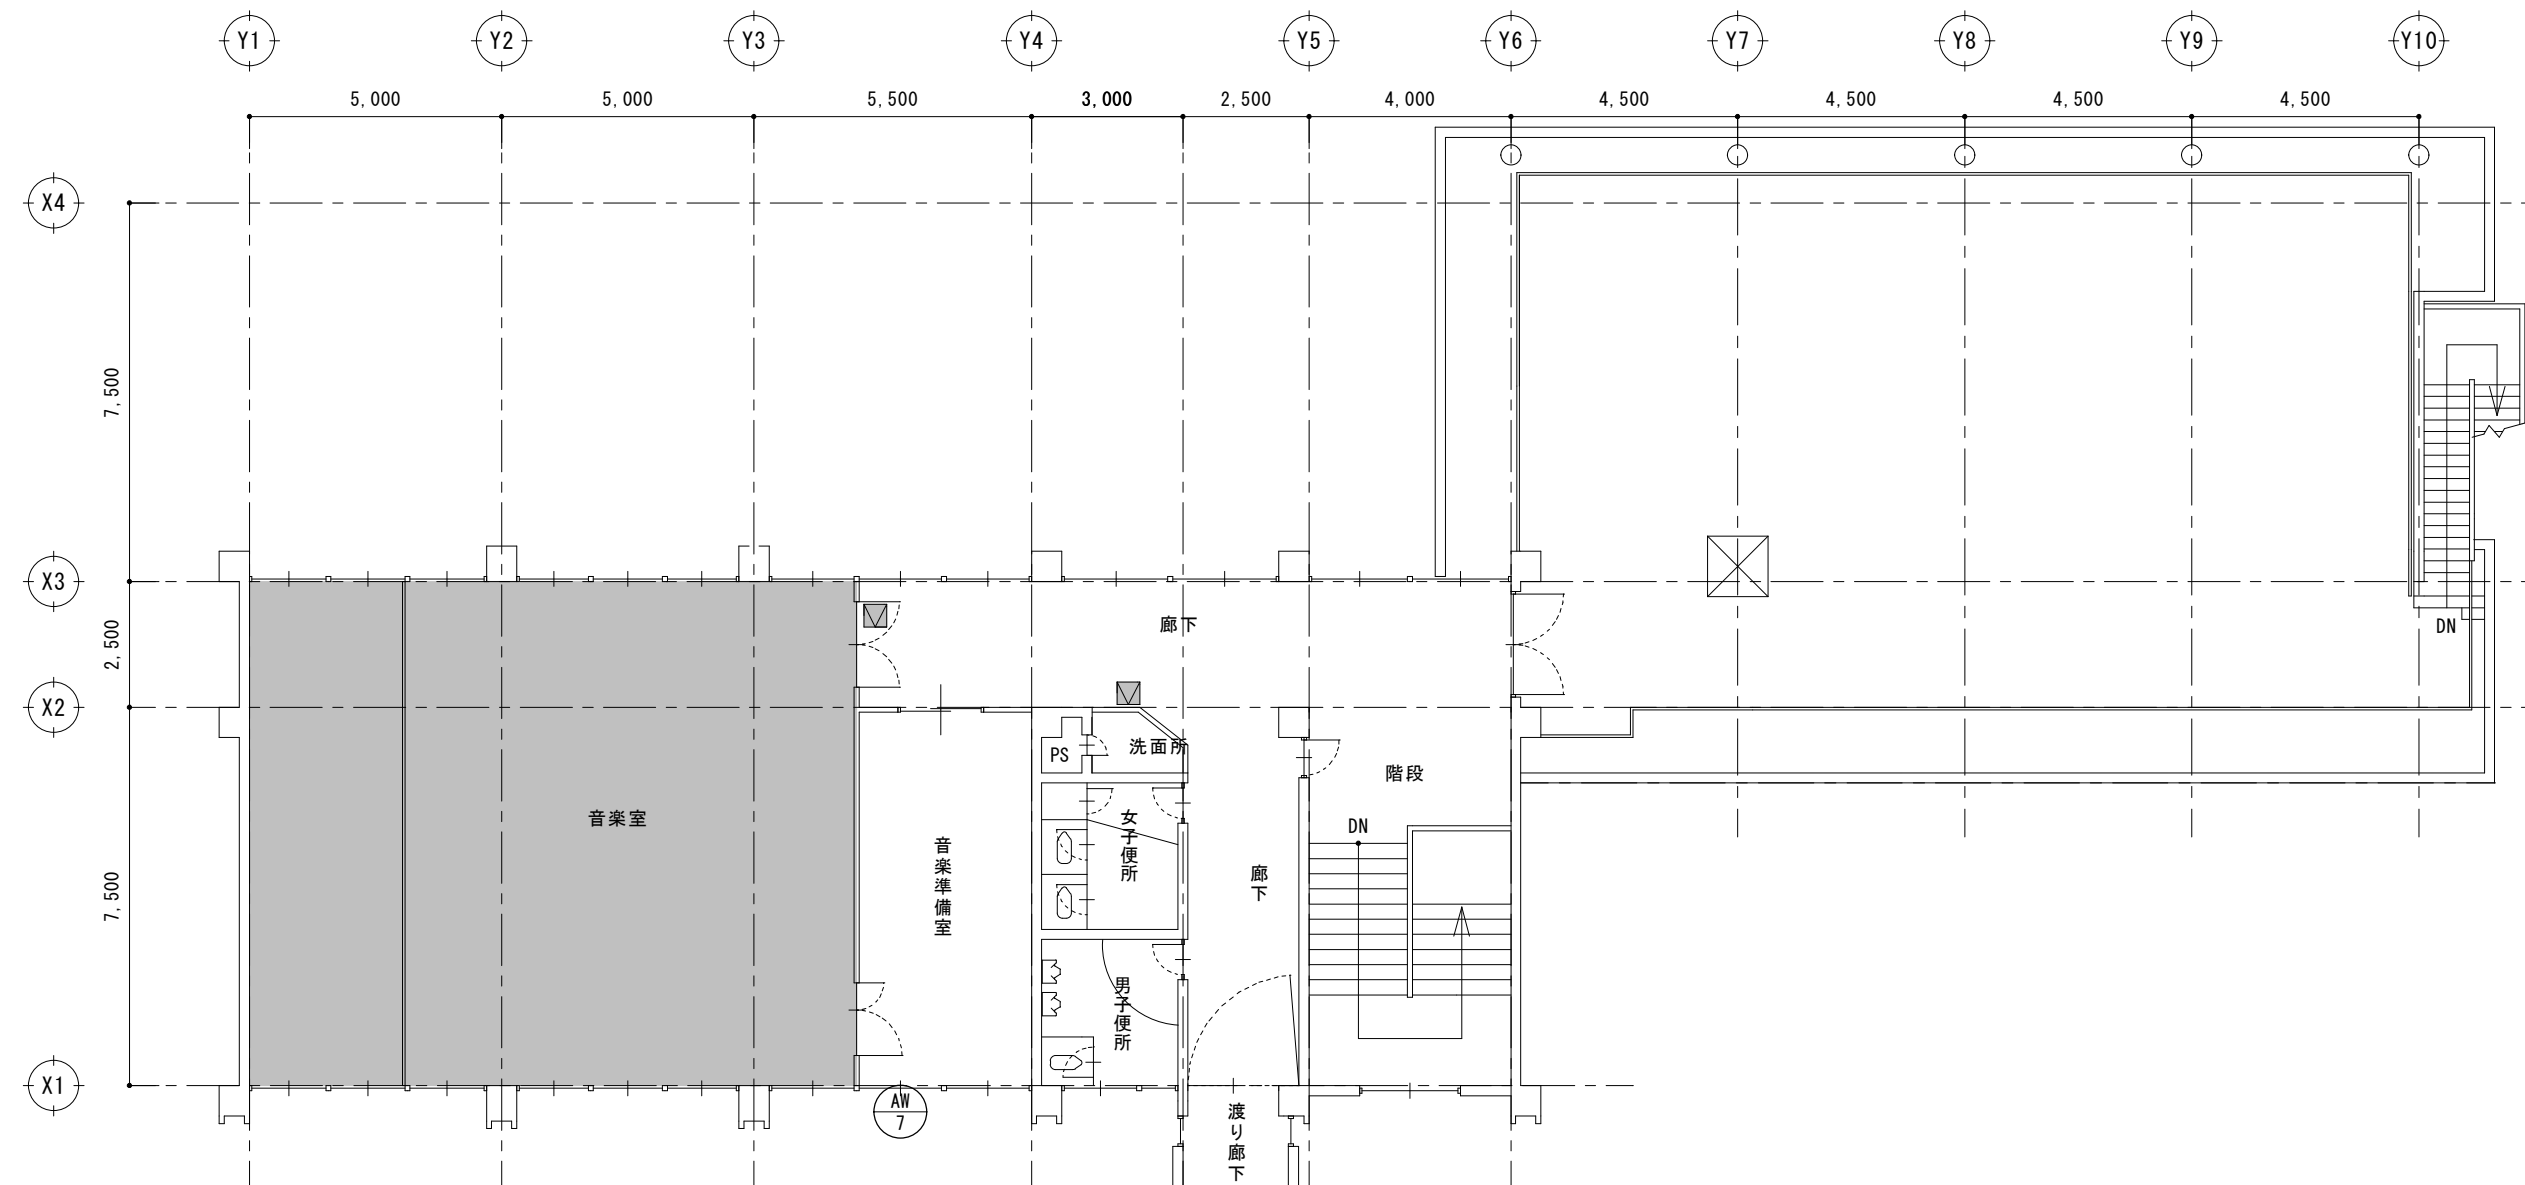 Y1 Y2 Y3 Y4 Y5 Y6 Y7 Y8 Y9 Y10
5,000 5,000 5,500 3,000 2,500 4,000 4,500 4,500 4,500 4,500
X4
7,500
X3
廊下
2,500
DN
X2
PS
洗面所
階段
音楽室
女子便所
DN
音楽準備室
廊下
7,500
男子便所
X1
AW
7
渡り廊下